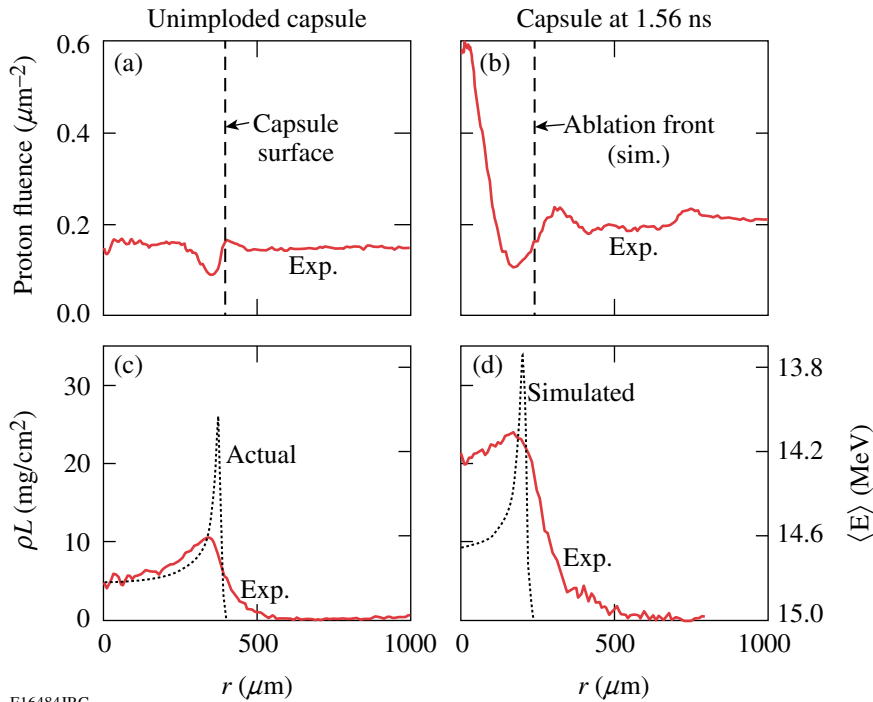 Unimploded capsule
Capsule at 1.56 ns
Proton fluence (μm−2)
0.6
0.4
0.2
0.0
(a)
Capsule
surface
Exp.
(b)
Ablation front
(sim.)
Exp.
ρL (mg/cm2)
30
20
10
0
(c)
Actual
Exp.
(d)
Simulated
Exp.
13.8
14.2
14.6
15.0
⟨E⟩ (MeV)
0 500 1000
0 500 1000
r (μm)
r (μm)